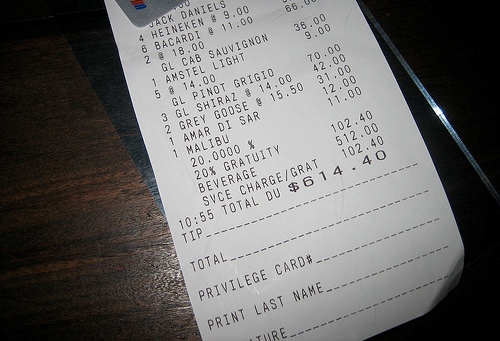 JACK DANIELS
4 HEINEKEN @ 9.00
6 BACARDI @ 11.00 66.00
2 @ 18.00
GL CAB SAUVIGNON 36.00
1 AMSTEL LIGHT 9.00
5 @ 14.00
GL PINOT GRIGIO 70.00
3 GL SHIRAZ @ 14.00 42.00
2 GREY GOOSE @ 15.50 31.00
1 AMAR DI SAR 12.00
1 MALIBU 11.00
20.0000 %
20% GRATUITY 102.40
BEVERAGE 512.00
SVCE CHARGE/GRAT 102.40
10:55 TOTAL DU $614.40
TIP
TOTAL
PRIVILEGE CARD#
PRINT LAST NAME